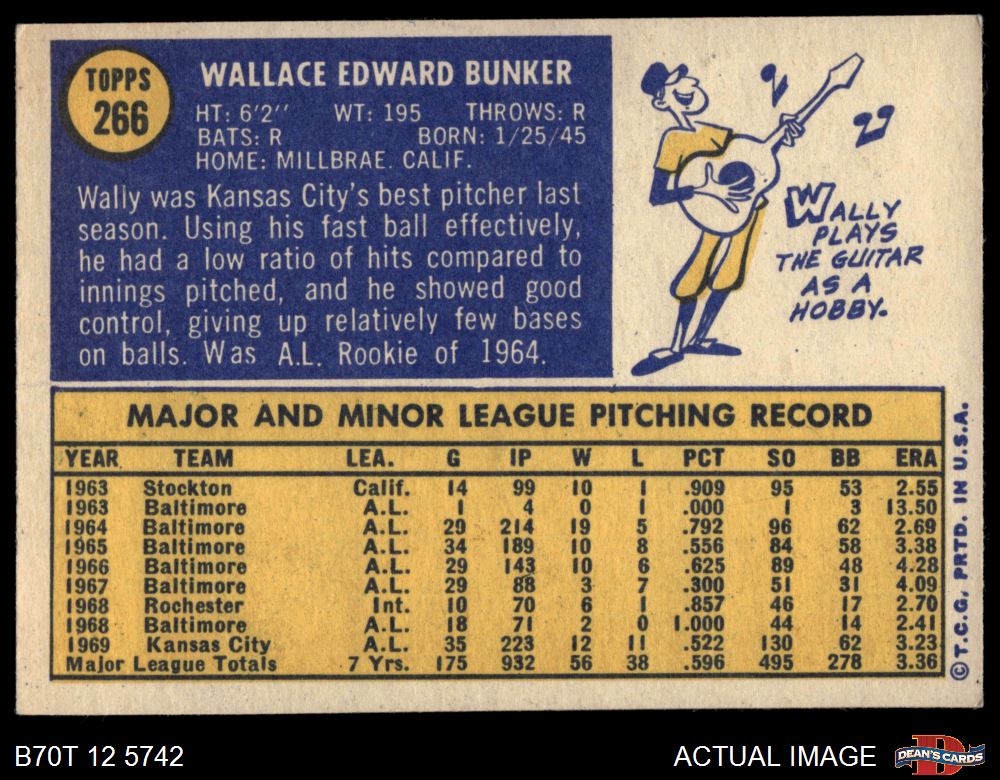 TOPPS
266
WALLACE EDWARD BUNKER
HT: 6'2'' WT: 195 THROWS: R
BATS: R BORN: 1/25/45
HOME: MILLBRAE. CALIF.
Wally was Kansas City's best pitcher last
season. Using his fast ball effectively,
he had a low ratio of hits compared to
innings pitched, and he showed good
control, giving up relatively few bases
on balls. Was A.L. Rookie of 1964.
WALLY
PLAYS
THE GUITAR
AS A
HOBBY.
MAJOR AND MINOR LEAGUE PITCHING RECORD
YEAR TEAM LEA. G IP W L PCT SO BB ERA
1963 Stockton Calif. 14 99 10 1 .909 95 53 2.55
1963 Baltimore A.L. 1 4 0 1 .000 1 3 13.50
1964 Baltimore A.L. 29 214 19 5 .792 96 62 2.69
1965 Baltimore A.L. 34 189 10 8 .556 84 58 3.38
1966 Baltimore A.L. 29 143 10 6 .625 89 48 4.28
1967 Baltimore A.L. 29 88 3 7 .300 51 31 4.09
1968 Rochester Int. 10 70 6 1 .857 46 17 2.70
1968 Baltimore A.L. 18 71 2 0 1.000 44 14 2.41
1969 Kansas City A.L. 35 223 12 11 .522 130 62 3.23
Major League Totals 7 Yrs. 175 932 56 38 .596 495 278 3.36
© T.C.G. PRTD. IN U.S.A.
B70T 12 5742
ACTUAL IMAGE
DEAN'S CARDS